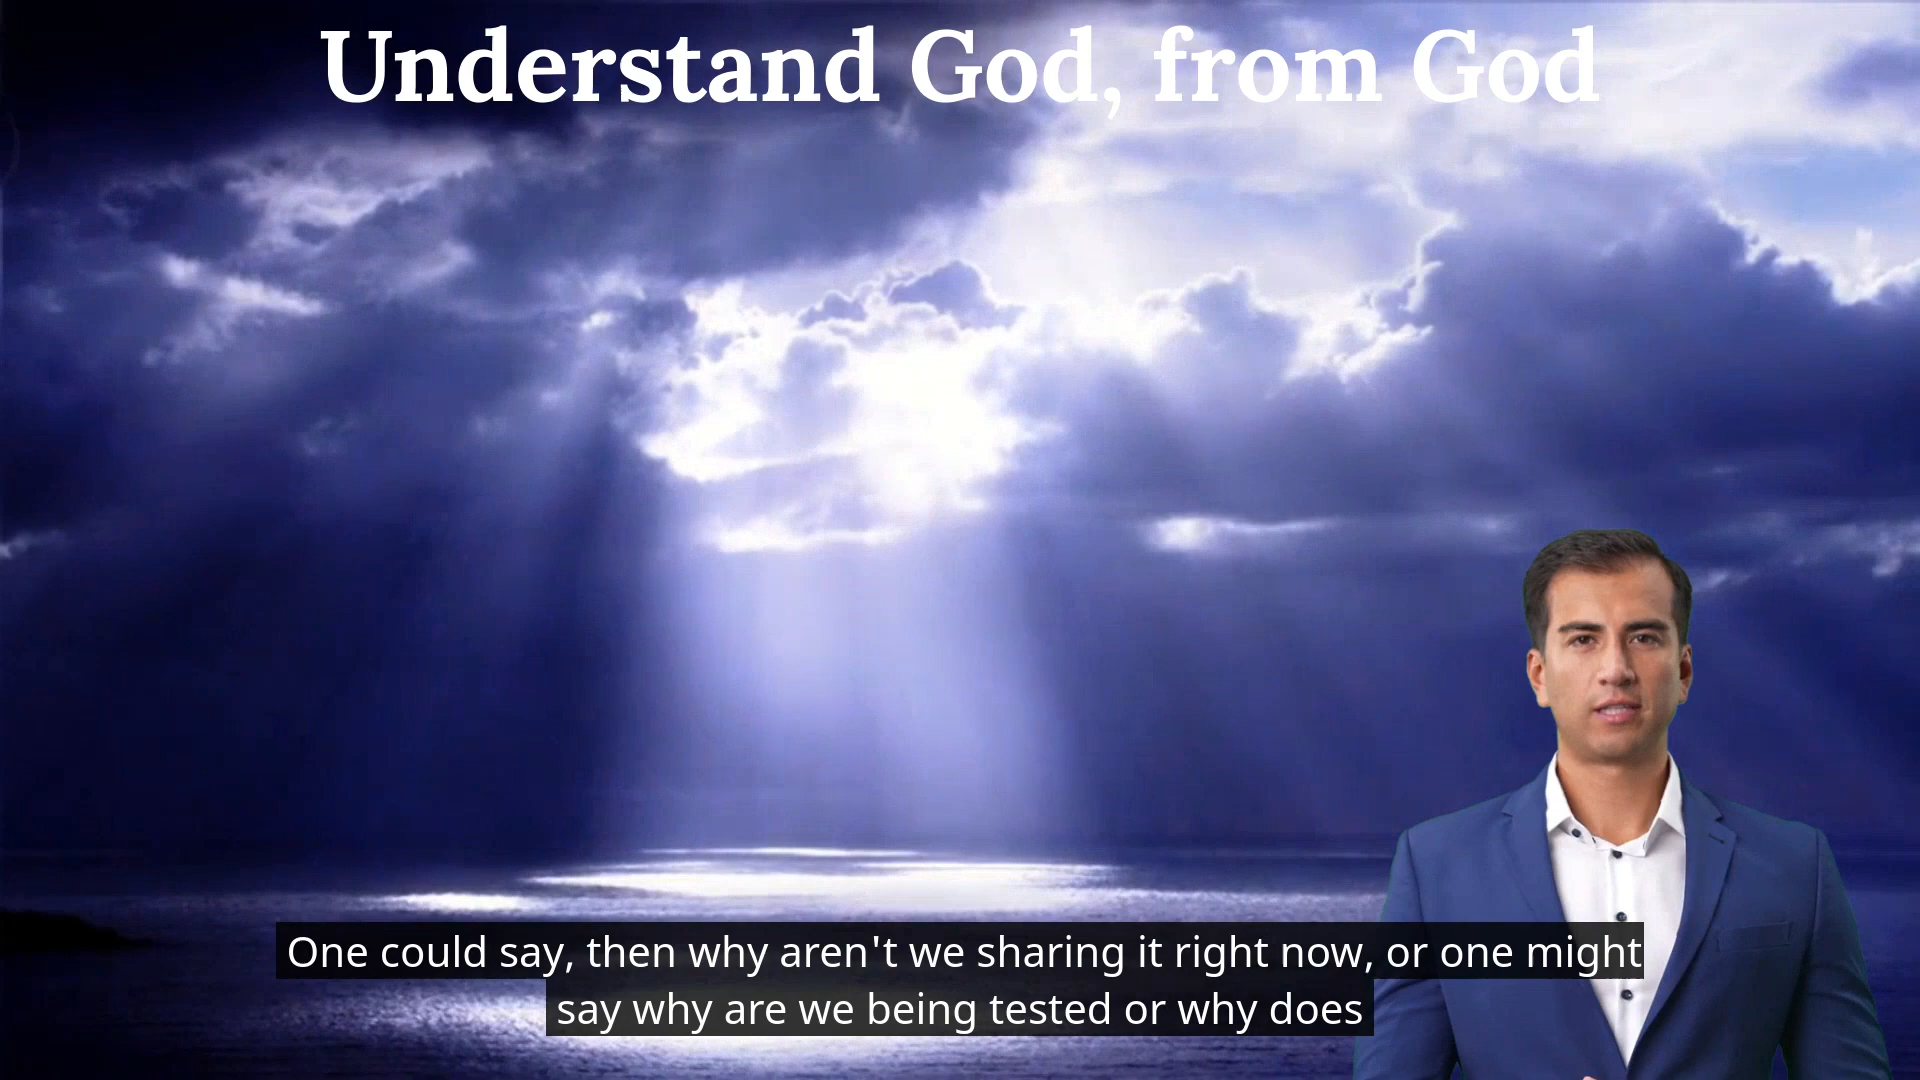 Understand God, from God
One could say, then why aren't we sharing it right now, or one might
say why are we being tested or why does